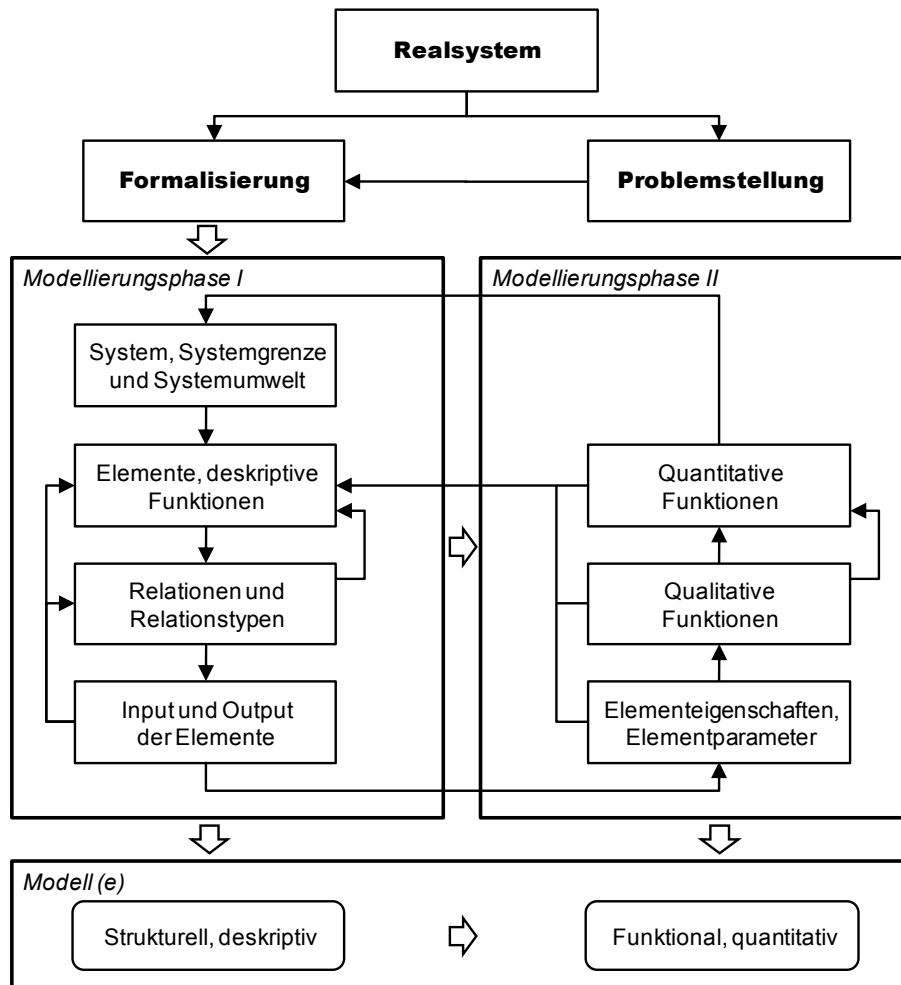 Realsystem
Formalisierung
Problemstellung
Modellierungsphase I
System, Systemgrenze
und Systemumwelt
Elemente, deskriptive
Funktionen
Relationen und
Relationstypen
Input und Output
der Elemente
Modellierungsphase II
Quantitative
Funktionen
Qualitative
Funktionen
Elementeigenschaften,
Elementparameter
Modell (e)
Strukturell, deskriptiv
Funktional, quantitativ